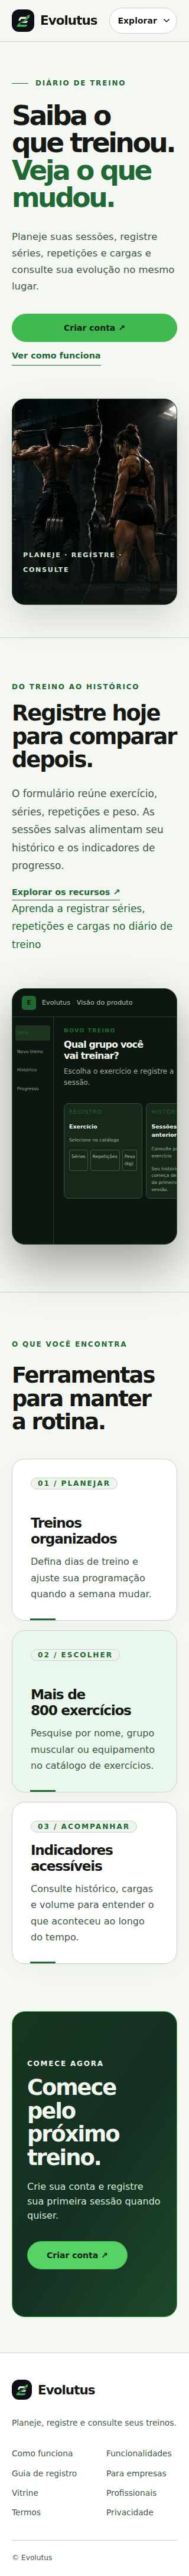 Evolutus
Explorar
DIÁRIO DE TREINO
Saiba o
que treinou.
Veja o que
mudou.
Planeje suas sessões, registre
séries, repetições e cargas e
consulte sua evolução no mesmo
lugar.
Criar conta ↗
Ver como funciona
PLANEJE · REGISTRE ·
CONSULTE
DO TREINO AO HISTÓRICO
Registre hoje
para comparar
depois.
O formulário reúne exercício,
séries, repetições e peso. As
sessões salvas alimentam seu
histórico e os indicadores de
progresso.
Explorar os recursos ↗
Aprenda a registrar séries,
repetições e cargas no diário de
treino
E
Evolutus · Visão do produto
Novo treino
Histórico
Progresso
NOVO TREINO
Qual grupo você
vai treinar?
Escolha o exercício e registre a
sessão.
REGISTRO
Exercício
Selecione no catálogo
Séries
Repetições
Peso
(kg)
Sessões
anterior
O QUE VOCÊ ENCONTRA
Ferramentas
para manter
a rotina.
01 / PLANEJAR
Treinos
organizados
Defina dias de treino e
ajuste sua programação
quando a semana mudar.
02 / ESCOLHER
Mais de
800 exercícios
Pesquise por nome, grupo
muscular ou equipamento
no catálogo de exercícios.
03 / ACOMPANHAR
Indicadores
acessíveis
Consulte histórico, cargas
e volume para entender o
que aconteceu ao longo
do tempo.
COMECE AGORA
Comece
pelo
próximo
treino.
Crie sua conta e registre
sua primeira sessão quando
quiser.
Criar conta ↗
Evolutus
Planeje, registre e consulte seus treinos.
Como funciona
Funcionalidades
Guia de registro
Para empresas
Vitrine
Profissionais
Termos
Privacidade
© Evolutus